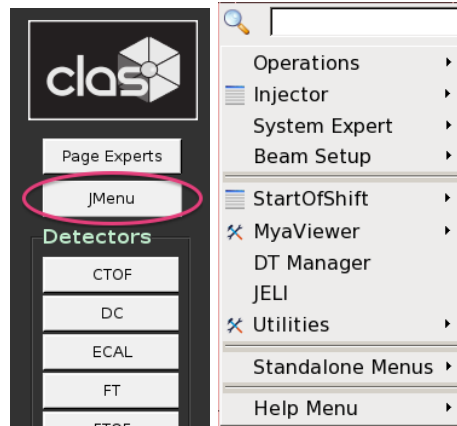 clas
Page Experts
JMenu
Detectors
CTOF
DC
ECAL
FT
FTOF
Operations
Injector
System Expert
Beam Setup
StartOfShift
MyaViewer
DT Manager
JELI
Utilities
Standalone Menus
Help Menu